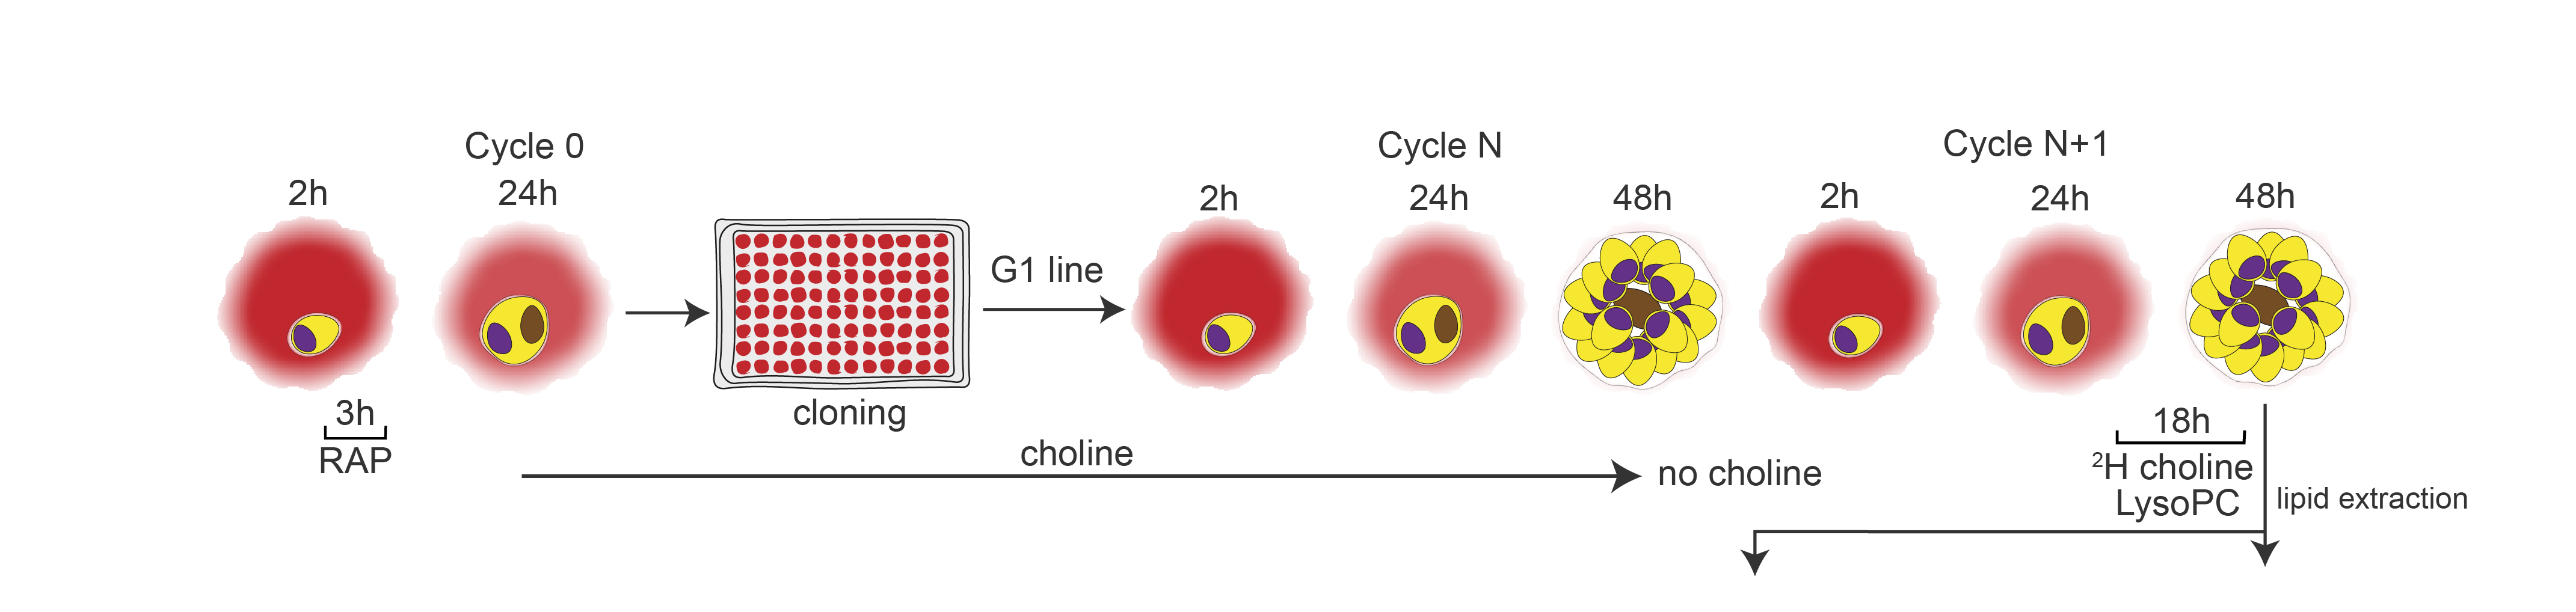 Cycle 0
2h
24h
3h
RAP
cloning
G1 line
choline
no choline
Cycle N
2h
24h
48h
Cycle N+1
2h
24h
48h
18h
²H choline
LysoPC
lipid extraction